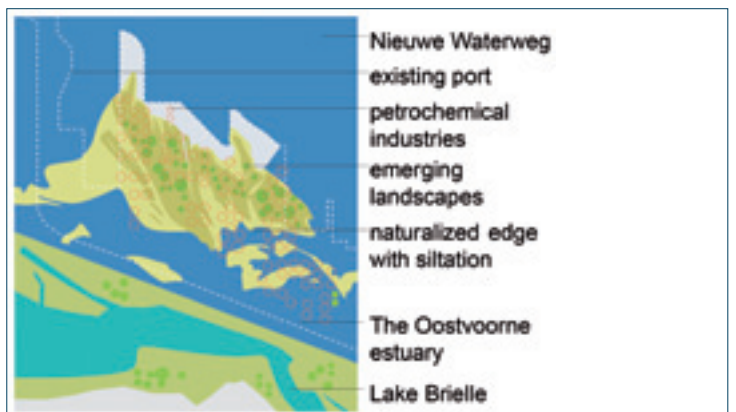 Nieuwe Waterweg
existing port
petrochemical
industries
emerging
landscapes
naturalized edge
with siltation
The Oostvoorne
estuary
Lake Brielle